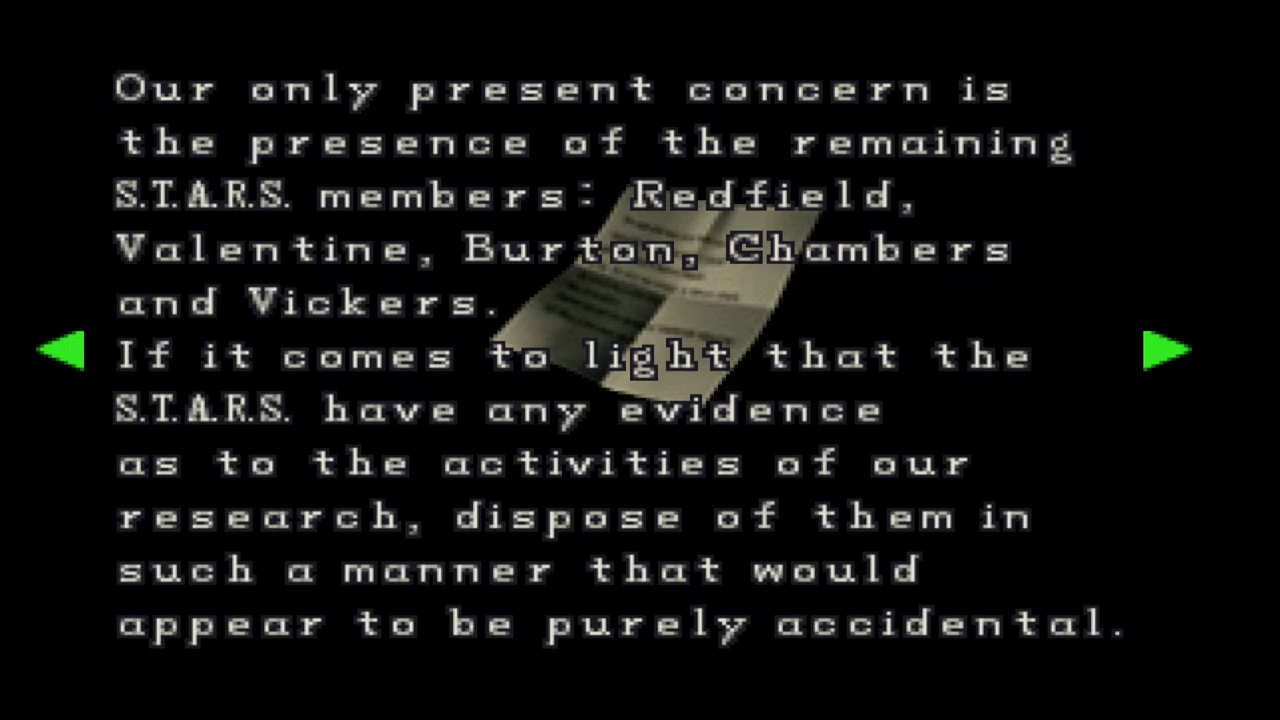 Our only present concern is
the presence of the remaining
S.T.A.R.S. members: Redfield,
Valentine, Burton, Chambers
and Vickers.
If it comes to light that the
S.T.A.R.S. have any evidence
as to the activities of our
research, dispose of them in
such a manner that would
appear to be purely accidental.